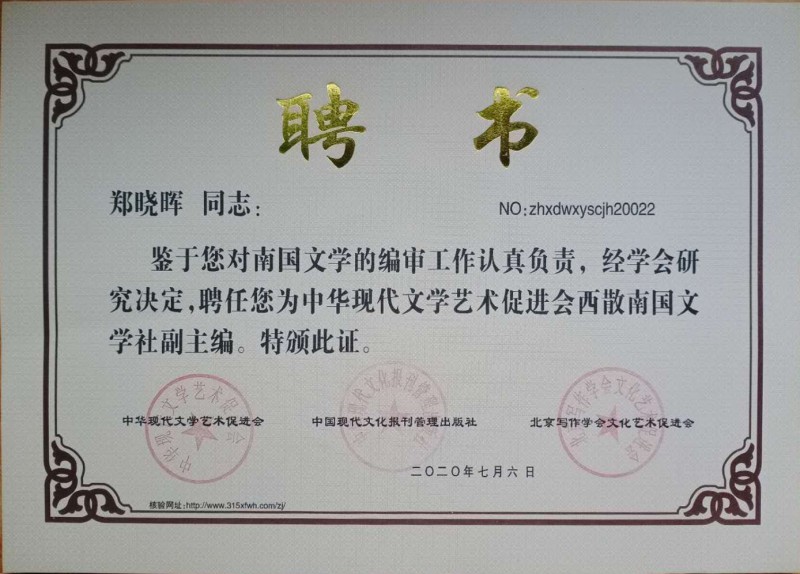 聘 书
郑晓晖 同志：
NO：zhxdwxyscjh20022
鉴于您对南国文学的编审工作认真负责，经学会研
究决定，聘任您为中华现代文学艺术促进会西散南国文
学社副主编。特颁此证。
中华现代文学艺术促进会
中国现代文化报刊管理出版社
北京写作学会文化艺术促进会
二〇二〇年七月六日
核验网址：http://www.315xfwh.com/zj/